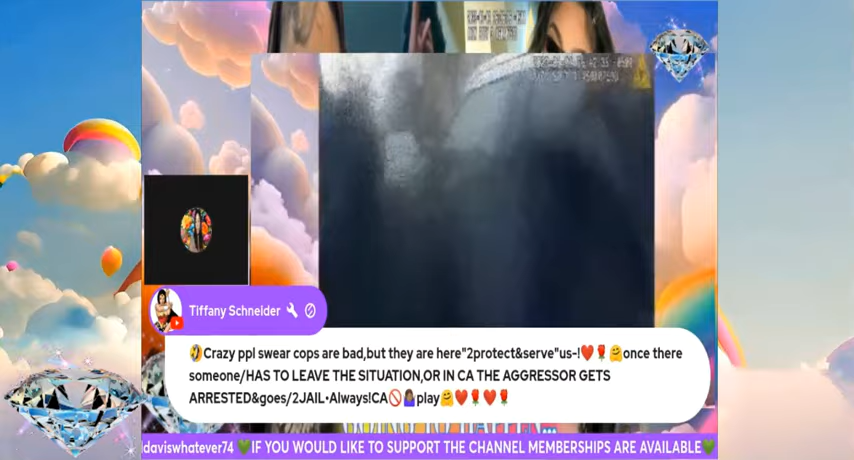 Tiffany Schneider
🤣Crazy ppl swear cops are bad,but they are here"2protect&serve"us-!❤️🌹🤗once there
someone/HAS TO LEAVE THE SITUATION,OR IN CA THE AGGRESSOR GETS
ARRESTED&goes/2JAIL•Always!CA🚫🤷🏾‍♀️play🤗❤️🌹❤️🌹
daviswhatever74 💚IF YOU WOULD LIKE TO SUPPORT THE CHANNEL MEMBERSHIPS ARE AVAILABLE💚